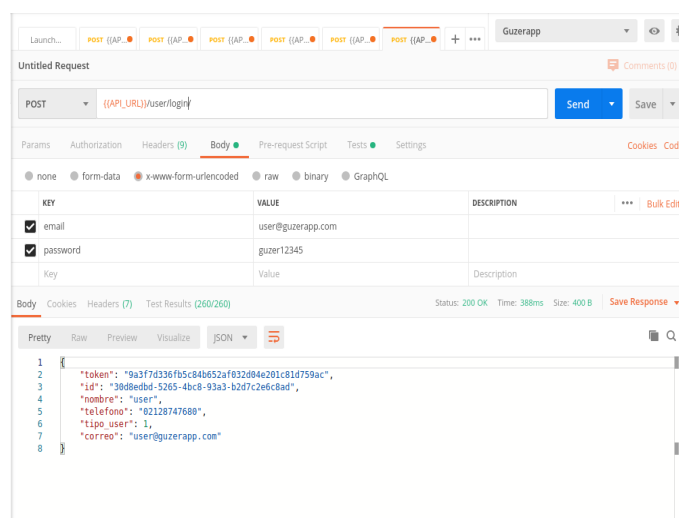 Launch... POST {{AP... POST {{AP... POST {{AP... POST {{AP... POST {{AP... POST {{AP... + ••• Guzerapp
Untitled Request Comments (0)
POST {{API_URL}}/user/login/ Send Save
Params Authorization Headers (9) Body Pre-request Script Tests Settings Cookies Cod
none form-data x-www-form-urlencoded raw binary GraphQL
KEY VALUE DESCRIPTION ••• Bulk Edit
email user@guzerapp.com
password guzer12345
Key Value Description
Body Cookies Headers (7) Test Results (260/260) Status: 200 OK Time: 388ms Size: 400 B Save Response
Pretty Raw Preview Visualize JSON
1 {
2 "token": "9a3f7d336fb5c84b652af032d04e201c81d759ac",
3 "id": "30d8edbd-5265-4bc8-93a3-b2d7c2e6c8ad",
4 "nombre": "user",
5 "telefono": "02128747680",
6 "tipo_user": 1,
7 "correo": "user@guzerapp.com"
8 }